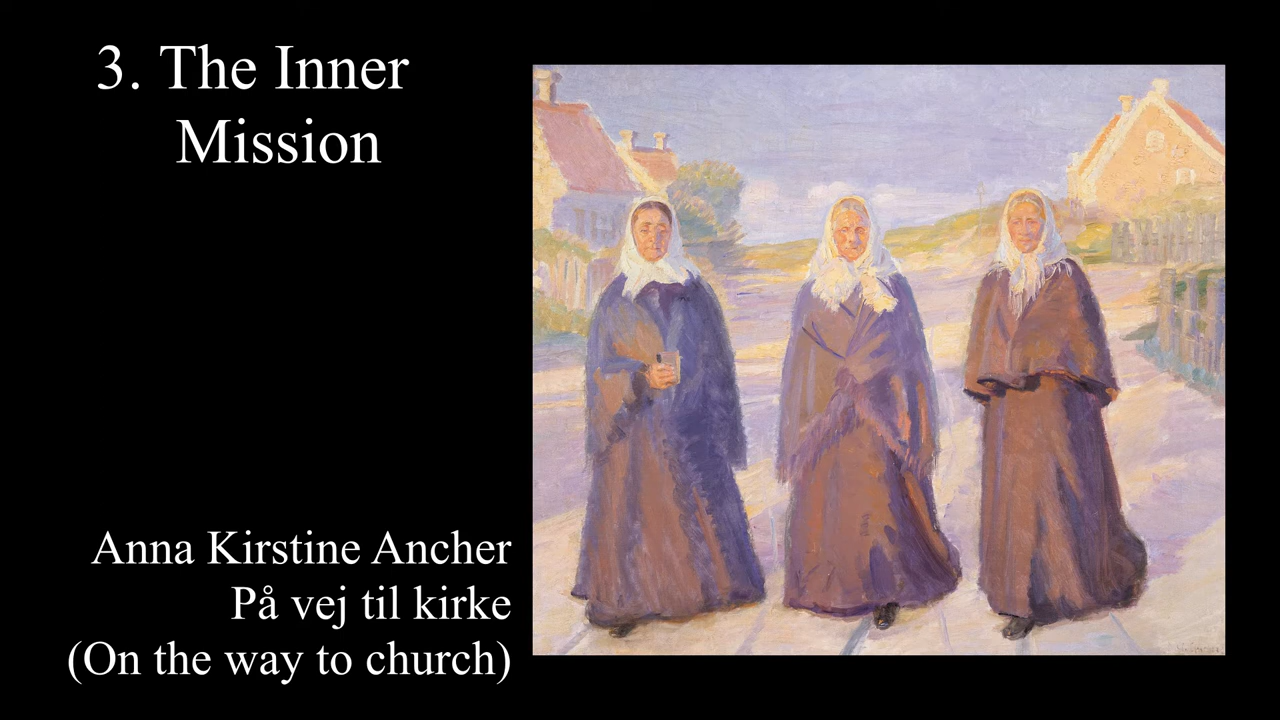 3. The Inner
Mission
Anna Kirstine Ancher
På vej til kirke
(On the way to church)